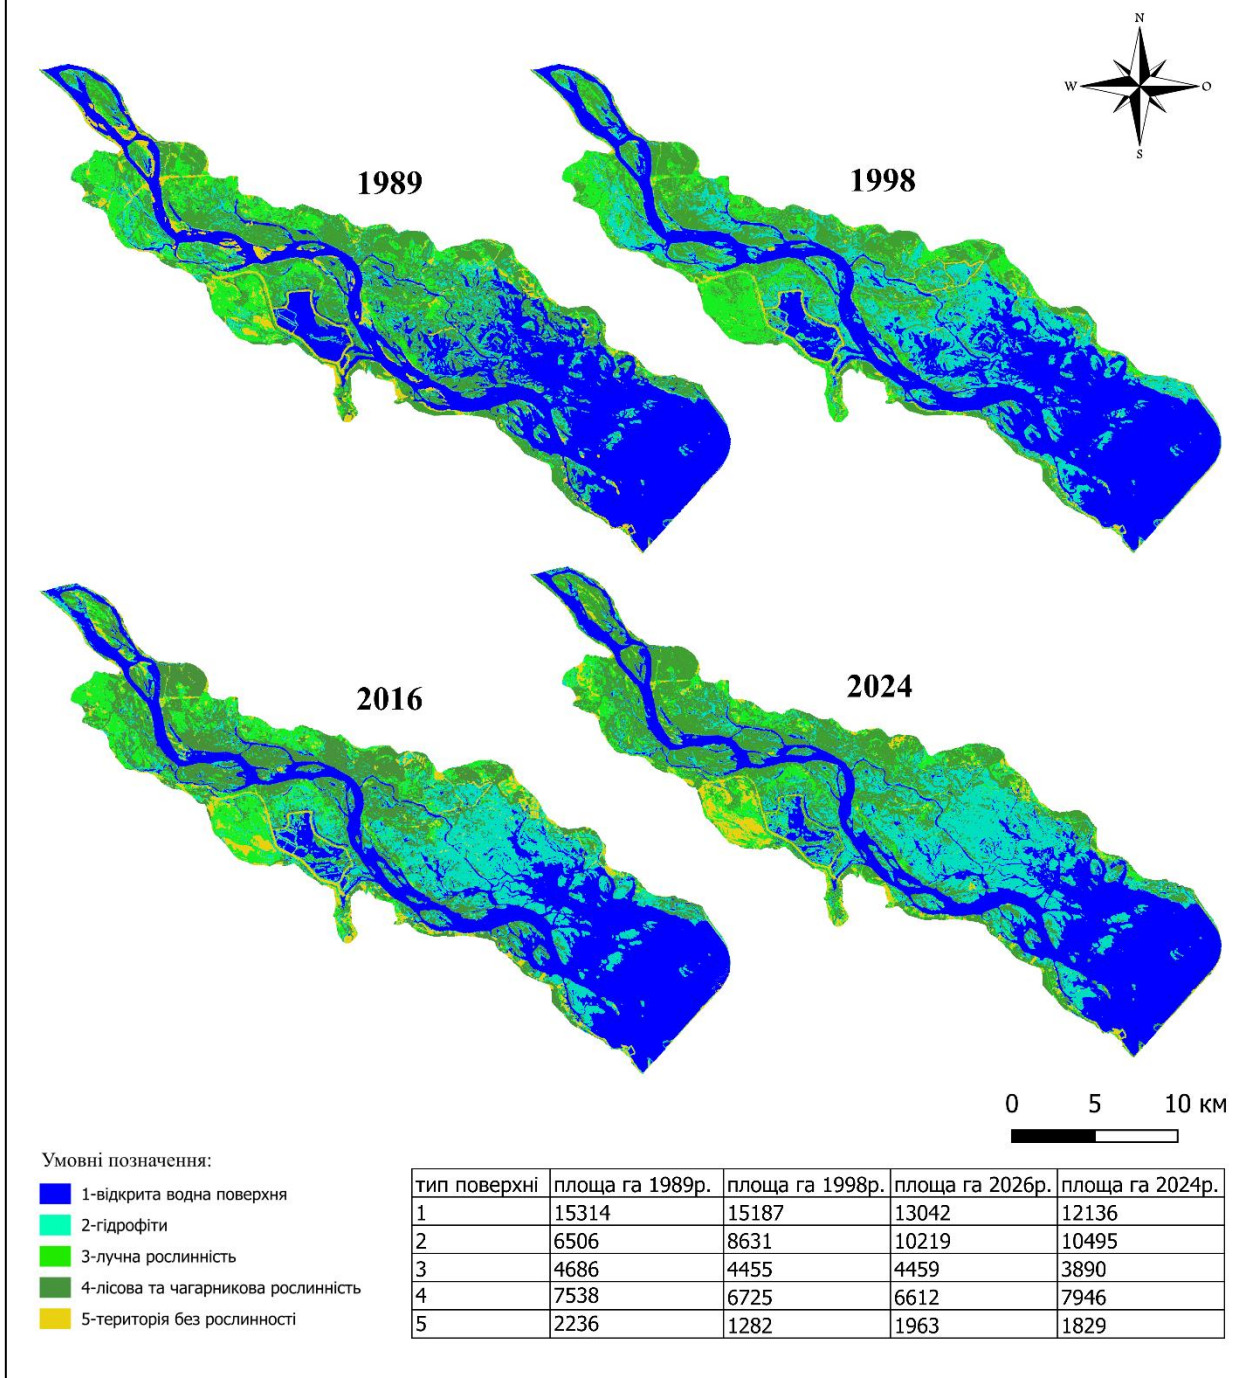 N
W
O
S
1989
1998
2016
2024
0 5 10 км
Умовні позначення:
1-відкрита водна поверхня
2-гідрофіти
3-лучна рослинність
4-лісова та чагарникова рослинність
5-територія без рослинності
тип поверхні площа га 1989р. площа га 1998р. площа га 2026р. площа га 2024р.
1 15314 15187 13042 12136
2 6506 8631 10219 10495
3 4686 4455 4459 3890
4 7538 6725 6612 7946
5 2236 1282 1963 1829